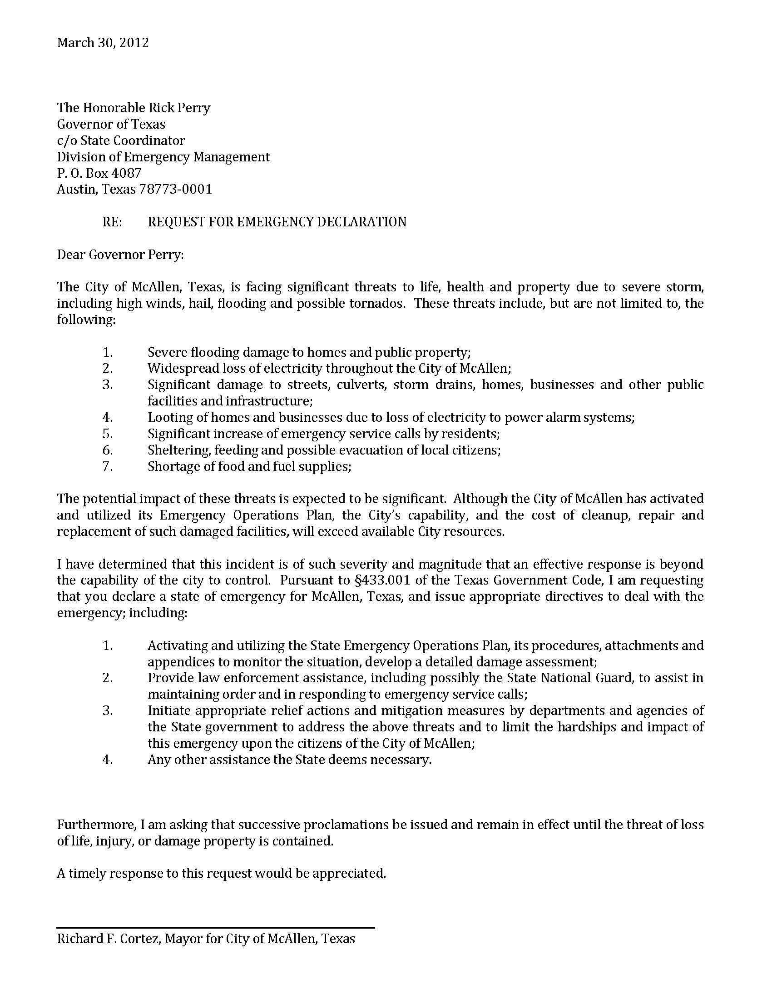 March 30, 2012
The Honorable Rick Perry
Governor of Texas
c/o State Coordinator
Division of Emergency Management
P. O. Box 4087
Austin, Texas 78773-0001
RE: REQUEST FOR EMERGENCY DECLARATION
Dear Governor Perry:
The City of McAllen, Texas, is facing significant threats to life, health and property due to severe storm,
including high winds, hail, flooding and possible tornados. These threats include, but are not limited to, the
following:
1. Severe flooding damage to homes and public property;
2. Widespread loss of electricity throughout the City of McAllen;
3. Significant damage to streets, culverts, storm drains, homes, businesses and other public
facilities and infrastructure;
4. Looting of homes and businesses due to loss of electricity to power alarm systems;
5. Significant increase of emergency service calls by residents;
6. Sheltering, feeding and possible evacuation of local citizens;
7. Shortage of food and fuel supplies;
The potential impact of these threats is expected to be significant. Although the City of McAllen has activated
and utilized its Emergency Operations Plan, the City’s capability, and the cost of cleanup, repair and
replacement of such damaged facilities, will exceed available City resources.
I have determined that this incident is of such severity and magnitude that an effective response is beyond
the capability of the city to control. Pursuant to §433.001 of the Texas Government Code, I am requesting
that you declare a state of emergency for McAllen, Texas, and issue appropriate directives to deal with the
emergency; including:
1. Activating and utilizing the State Emergency Operations Plan, its procedures, attachments and
appendices to monitor the situation, develop a detailed damage assessment;
2. Provide law enforcement assistance, including possibly the State National Guard, to assist in
maintaining order and in responding to emergency service calls;
3. Initiate appropriate relief actions and mitigation measures by departments and agencies of
the State government to address the above threats and to limit the hardships and impact of
this emergency upon the citizens of the City of McAllen;
4. Any other assistance the State deems necessary.
Furthermore, I am asking that successive proclamations be issued and remain in effect until the threat of loss
of life, injury, or damage property is contained.
A timely response to this request would be appreciated.
Richard F. Cortez, Mayor for City of McAllen, Texas